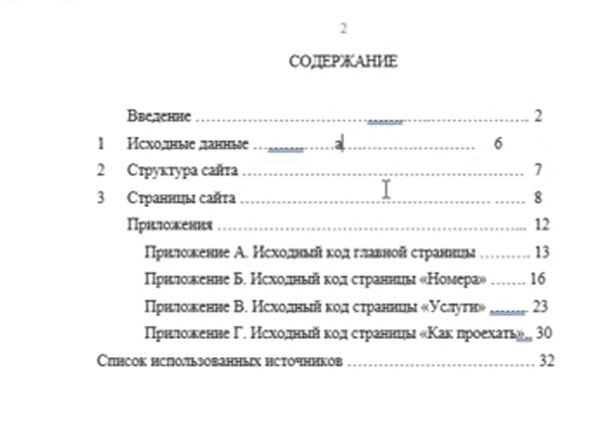 2
СОДЕРЖАНИЕ
Введение ........................................................ 2
1 Исходные данные ................а........................ 6
2 Структура сайта ................................................ 7
3 Страницы сайта ................................................ 8
Приложения ..................................................... 12
Приложение А. Исходный код главной страницы ............ 13
Приложение Б. Исходный код страницы «Номера» ....... 16
Приложение В. Исходный код страницы «Услуги» ........ 23
Приложение Г. Исходный код страницы «Как проехать».... 30
Список использованных источников ................................ 32